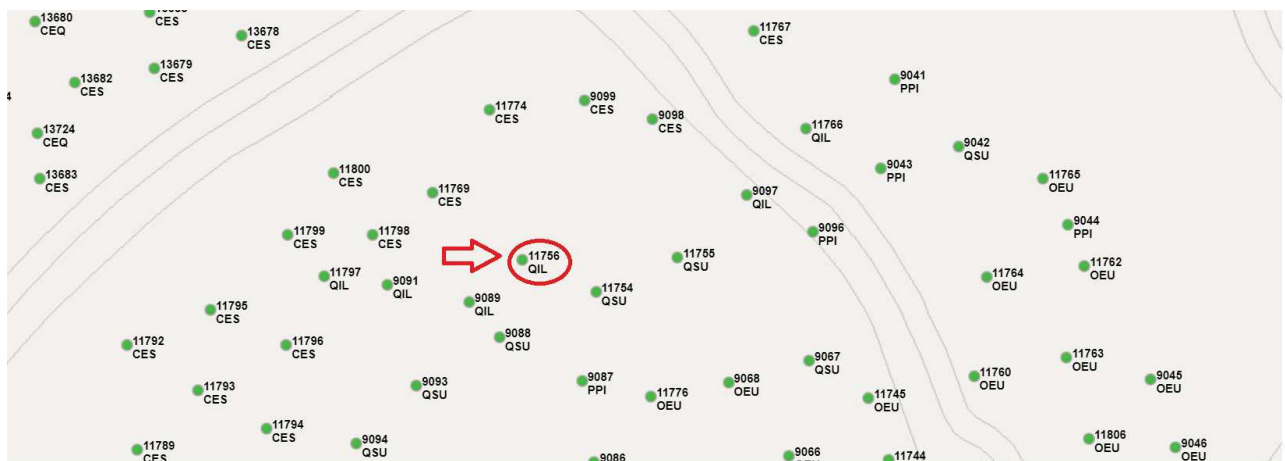 13680
CEQ
CES
13678
CES
11767
CES
13679
CES
13682
CES
9041
PPI
4
11774
CES
9099
CES
9098
CES
13724
CEQ
11766
QIL
9042
QSU
13683
CES
11800
CES
9043
PPI
11765
OEU
11769
CES
9097
QIL
9044
PPI
11799
CES
11798
CES
9096
PPI
11756
QIL
11755
QSU
11762
OEU
11797
QIL
9091
QIL
11764
OEU
9089
QIL
11754
QSU
11795
CES
9088
QSU
11792
CES
11796
CES
9067
QSU
11763
OEU
11793
CES
9093
QSU
9087
PPI
11776
OEU
9068
OEU
11760
OEU
9045
OEU
11745
OEU
11794
CES
9094
QSU
11806
OEU
11789
CES
9046
OEU
9086
9066
11744